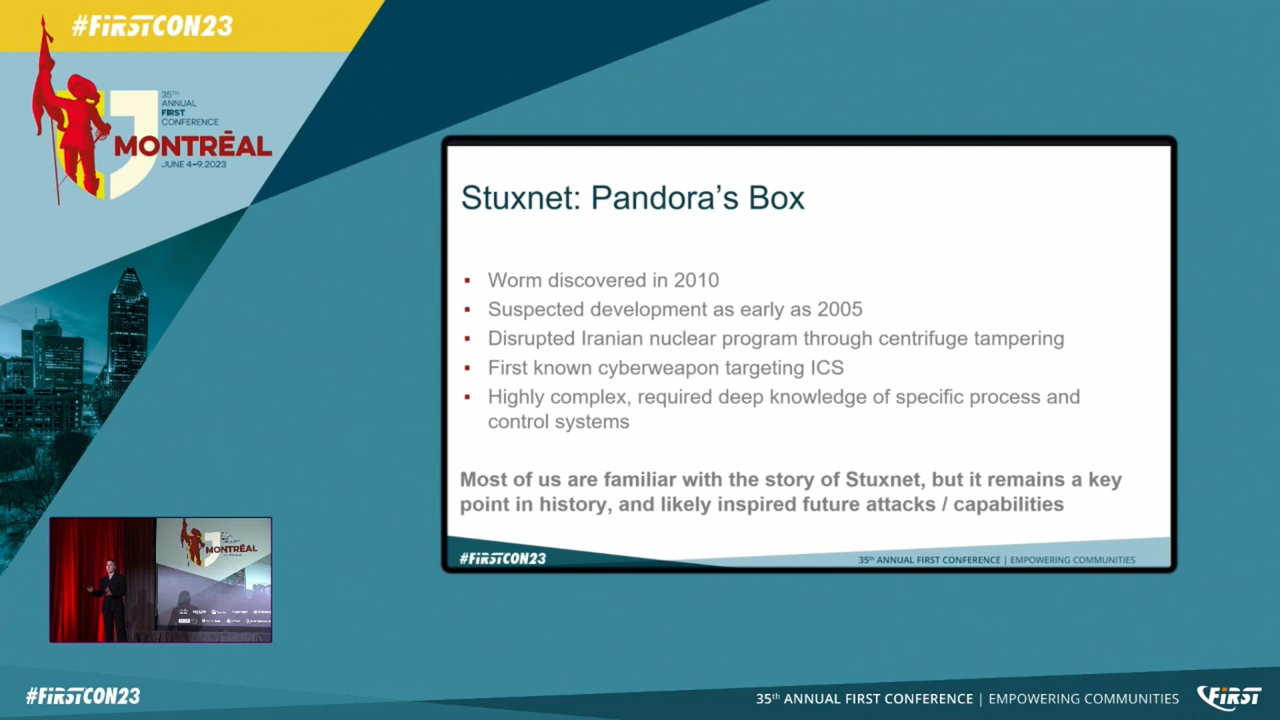 #FiRSTCON23
35TH
ANNUAL
FIRST
CONFERENCE
MONTRĒAL
JUNE 4-9, 2023
Stuxnet: Pandora's Box
▪ Worm discovered in 2010
▪ Suspected development as early as 2005
▪ Disrupted Iranian nuclear program through centrifuge tampering
▪ First known cyberweapon targeting ICS
▪ Highly complex, required deep knowledge of specific process and
control systems
Most of us are familiar with the story of Stuxnet, but it remains a key
point in history, and likely inspired future attacks / capabilities
#FiRSTCON23
35th ANNUAL FIRST CONFERENCE | EMPOWERING COMMUNITIES
MONTRĒAL
#FiRSTCON23
35th ANNUAL FIRST CONFERENCE | EMPOWERING COMMUNITIES
FiRST